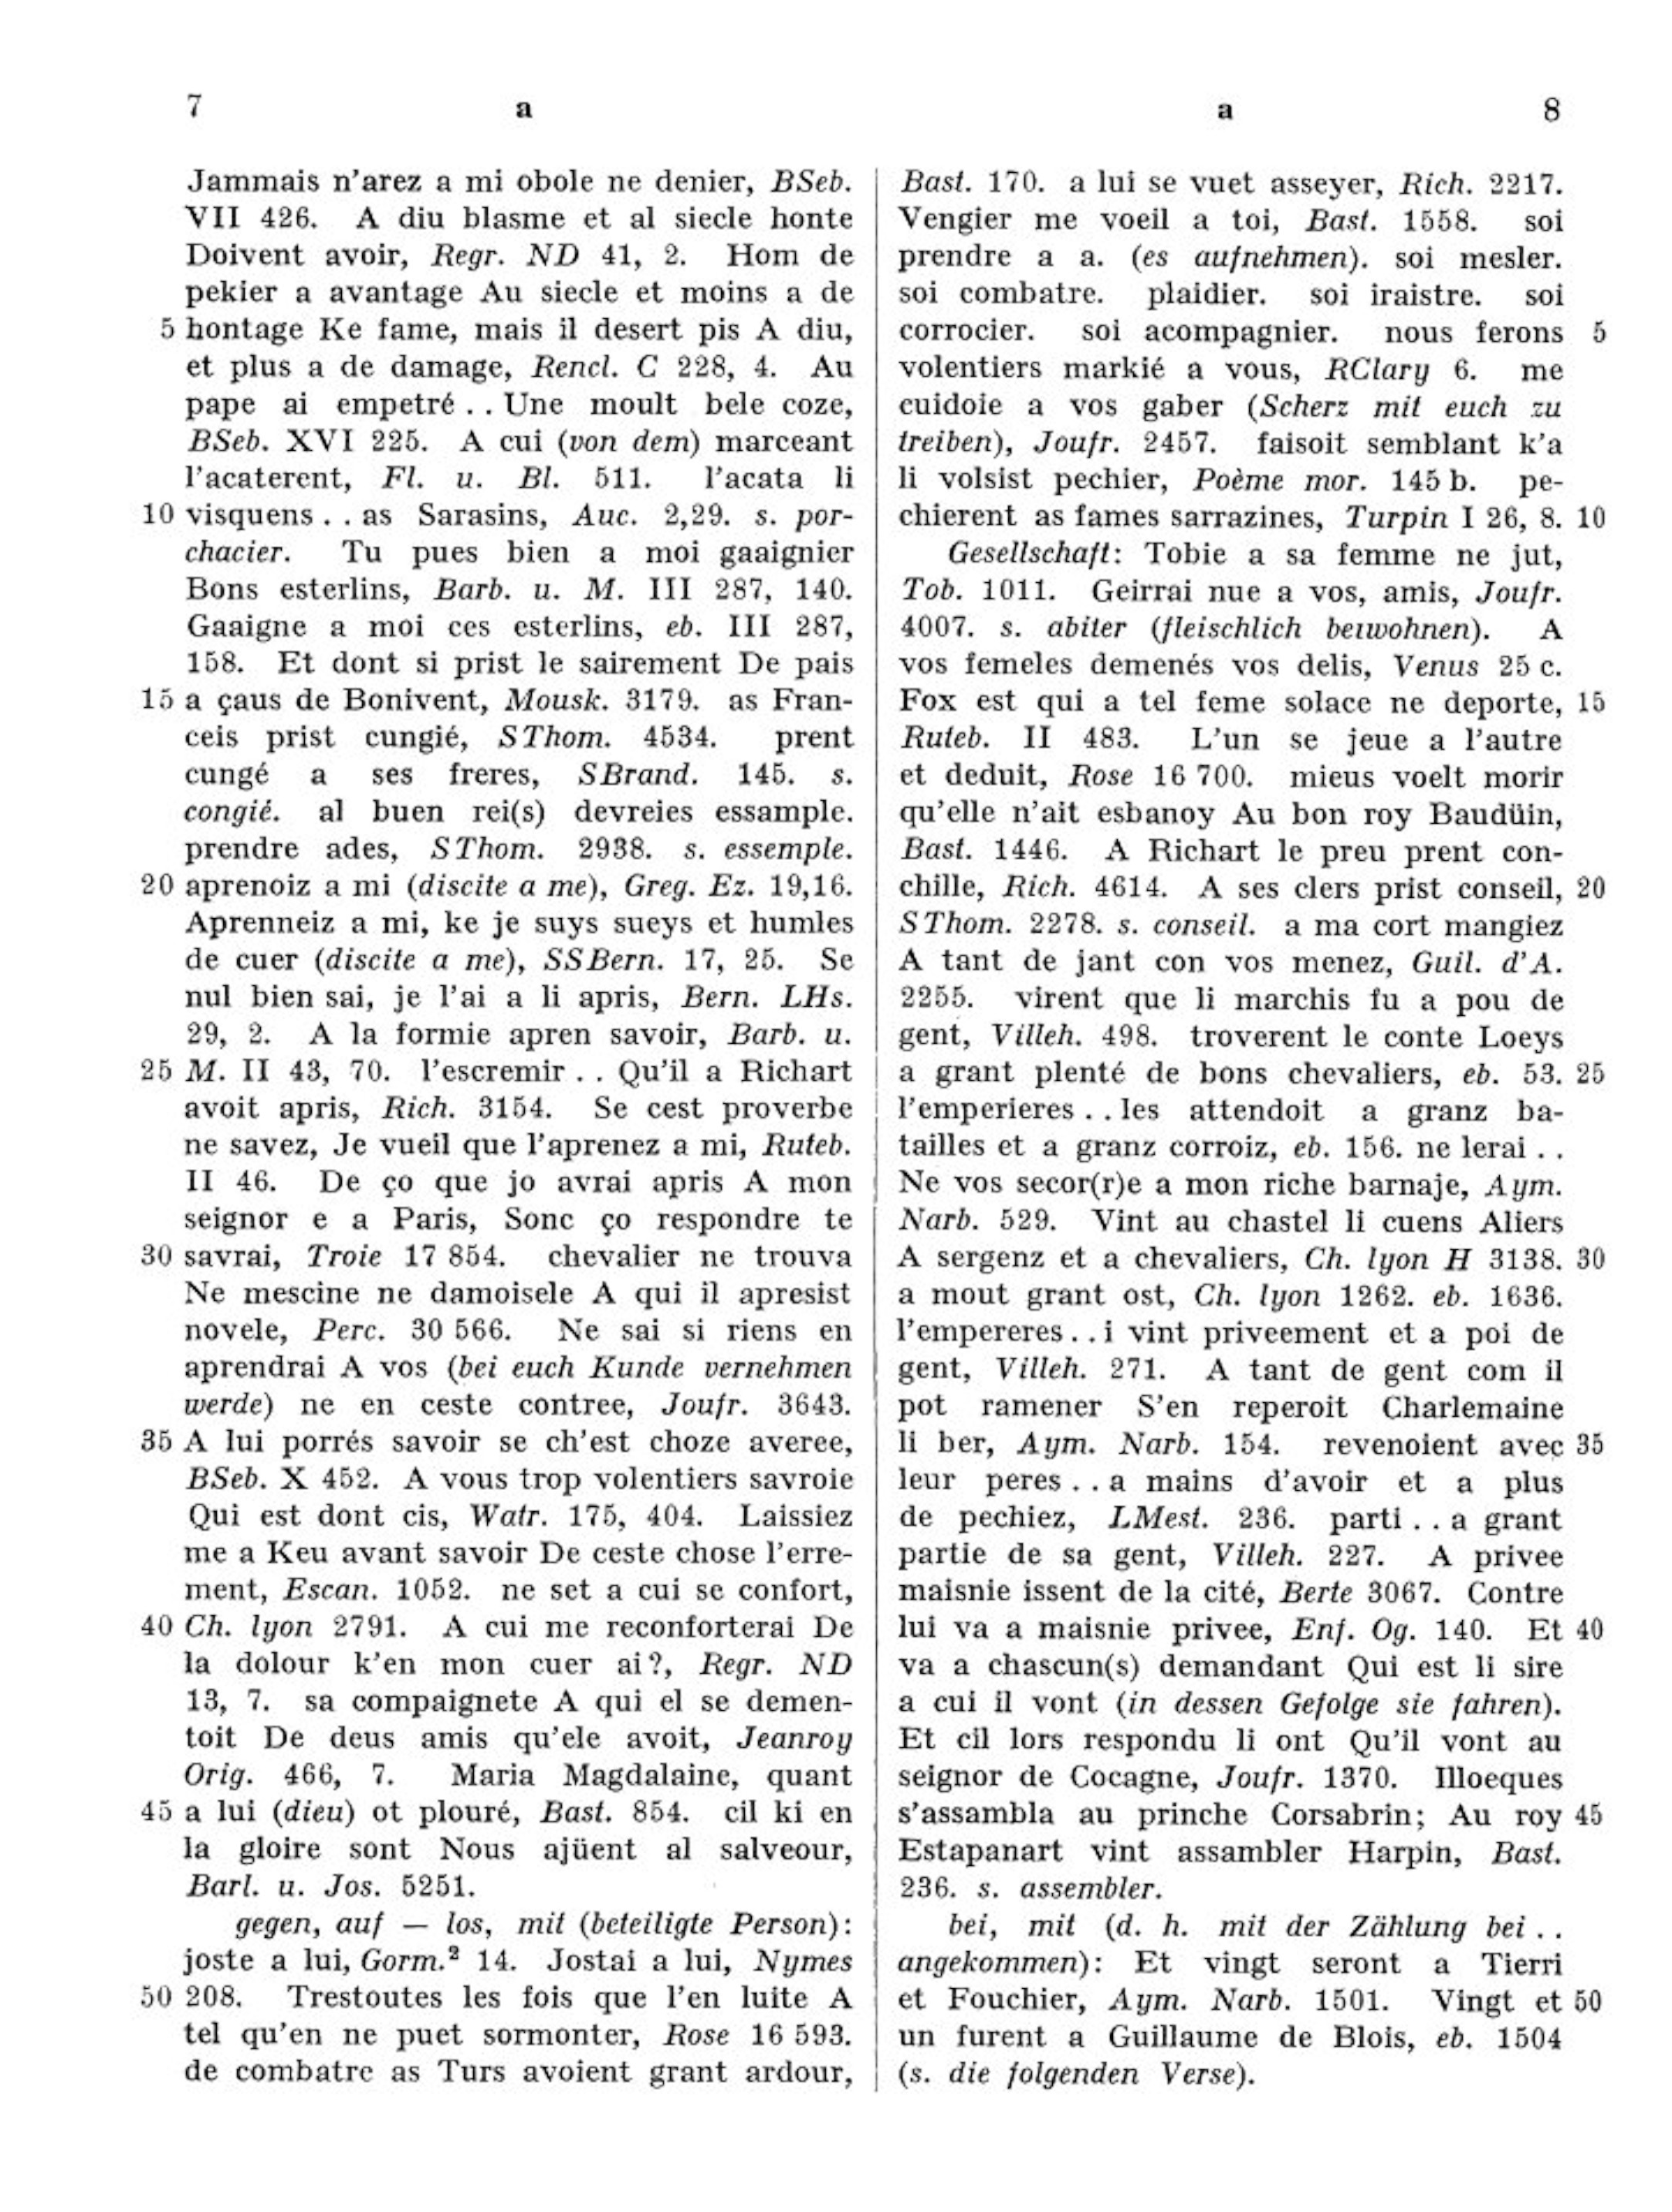 7 a
Jammais n'arez a mi obole ne denier, BSeb.
VII 426. A diu blasme et al siecle honte
Doivent avoir, Regr. ND 41, 2. Hom de
pekier a avantage Au siecle et moins a de
5 hontage Ke fame, mais il desert pis A diu,
et plus a de damage, Rencl. C 228, 4. Au
pape ai empetré . . Une moult bele coze,
BSeb. XVI 225. A cui (von dem) marceant
l'acaterent, Fl. u. Bl. 511. l'acata li
10 visquens . . as Sarasins, Auc. 2,29. s. por-
chacier. Tu pues bien a moi gaaignier
Bons esterlins, Barb. u. M. III 287, 140.
Gaaigne a moi ces esterlins, eb. III 287,
158. Et dont si prist le sairement De pais
15 a çaus de Bonivent, Mousk. 3179. as Fran-
ceis prist cungié, SThom. 4534. prent
cungé a ses freres, SBrand. 145. s.
congié. al buen rei(s) devreies essample.
prendre ades, SThom. 2938. s. essemple.
20 aprenoiz a mi (discite a me), Greg. Ez. 19,16.
Aprenneiz a mi, ke je suys sueys et humles
de cuer (discite a me), SSBern. 17, 25. Se
nul bien sai, je l'ai a li apris, Bern. LHs.
29, 2. A la formie apren savoir, Barb. u.
25 M. II 43, 70. l'escremir . . Qu'il a Richart
avoit apris, Rich. 3154. Se cest proverbe
ne savez, Je vueil que l'aprenez a mi, Ruteb.
II 46. De ço que jo avrai apris A mon
seignor e a Paris, Sonc ço respondre te
30 savrai, Troie 17 854. chevalier ne trouva
Ne mescine ne damoisele A qui il apresist
novele, Perc. 30 566. Ne sai si riens en
aprendrai A vos (bei euch Kunde vernehmen
werde) ne en ceste contree, Joufr. 3643.
35 A lui porrés savoir se ch'est choze averee,
BSeb. X 452. A vous trop volentiers savroie
Qui est dont cis, Watr. 175, 404. Laissiez
me a Keu avant savoir De ceste chose l'erre-
ment, Escan. 1052. ne set a cui se confort,
40 Ch. lyon 2791. A cui me reconforterai De
la dolour k'en mon cuer ai?, Regr. ND
13, 7. sa compaignete A qui el se demen-
toit De deus amis qu'ele avoit, Jeanroy
Orig. 466, 7. Maria Magdalaine, quant
45 a lui (dieu) ot plouré, Bast. 854. cil ki en
la gloire sont Nous ajüent al salveour,
Barl. u. Jos. 5251.
gegen, auf — los, mit (beteiligte Person):
joste a lui, Gorm.² 14. Jostai a lui, Nymes
50 208. Trestoutes les fois que l'en luite A
tel qu'en ne puet sormonter, Rose 16 593.
de combatre as Turs avoient grant ardour,
a 8
Bast. 170. a lui se vuet asseyer, Rich. 2217.
Vengier me voeil a toi, Bast. 1558. soi
prendre a a. (es aufnehmen). soi mesler.
soi combatre. plaidier. soi iraistre. soi
corrocier. soi acompagnier. nous ferons 5
volentiers markié a vous, RClary 6. me
cuidoie a vos gaber (Scherz mit euch zu
treiben), Joufr. 2457. faisoit semblant k'a
li volsist pechier, Poème mor. 145 b. pe-
chierent as fames sarrazines, Turpin I 26, 8. 10
Gesellschaft: Tobie a sa femme ne jut,
Tob. 1011. Geirrai nue a vos, amis, Joufr.
4007. s. abiter (fleischlich beiwohnen). A
vos femeles demenés vos delis, Venus 25 c.
Fox est qui a tel feme solace ne deporte, 15
Ruteb. II 483. L'un se jeue a l'autre
et deduit, Rose 16 700. mieus voelt morir
qu'elle n'ait esbanoy Au bon roy Baudüin,
Bast. 1446. A Richart le preu prent con-
chille, Rich. 4614. A ses clers prist conseil, 20
SThom. 2278. s. conseil. a ma cort mangiez
A tant de jant con vos menez, Guil. d'A.
2255. virent que li marchis fu a pou de
gent, Villeh. 498. troverent le conte Loeys
a grant plenté de bons chevaliers, eb. 53. 25
l'emperieres . . les attendoit a granz ba-
tailles et a granz corroiz, eb. 156. ne lerai . .
Ne vos secor(r)e a mon riche barnaje, Aym.
Narb. 529. Vint au chastel li cuens Aliers
A sergenz et a chevaliers, Ch. lyon H 3138. 30
a mout grant ost, Ch. lyon 1262. eb. 1636.
l'empereres . . i vint priveement et a poi de
gent, Villeh. 271. A tant de gent com il
pot ramener S'en reperoit Charlemaine
li ber, Aym. Narb. 154. revenoient avec 35
leur peres . . a mains d'avoir et a plus
de pechiez, LMest. 236. parti . . a grant
partie de sa gent, Villeh. 227. A privee
maisnie issent de la cité, Berte 3067. Contre
lui va a maisnie privee, Enf. Og. 140. Et 40
va a chascun(s) demandant Qui est li sire
a cui il vont (in dessen Gefolge sie fahren).
Et cil lors respondu li ont Qu'il vont au
seignor de Cocagne, Joufr. 1370. Illoeques
s'assambla au princhе Corsabrin; Au roy 45
Estapanart vint assambler Harpin, Bast.
236. s. assembler.
bei, mit (d. h. mit der Zählung bei . .
angekommen): Et vingt seront a Tierri
et Fouchier, Aym. Narb. 1501. Vingt et 50
un furent a Guillaume de Blois, eb. 1504
(s. die folgenden Verse).